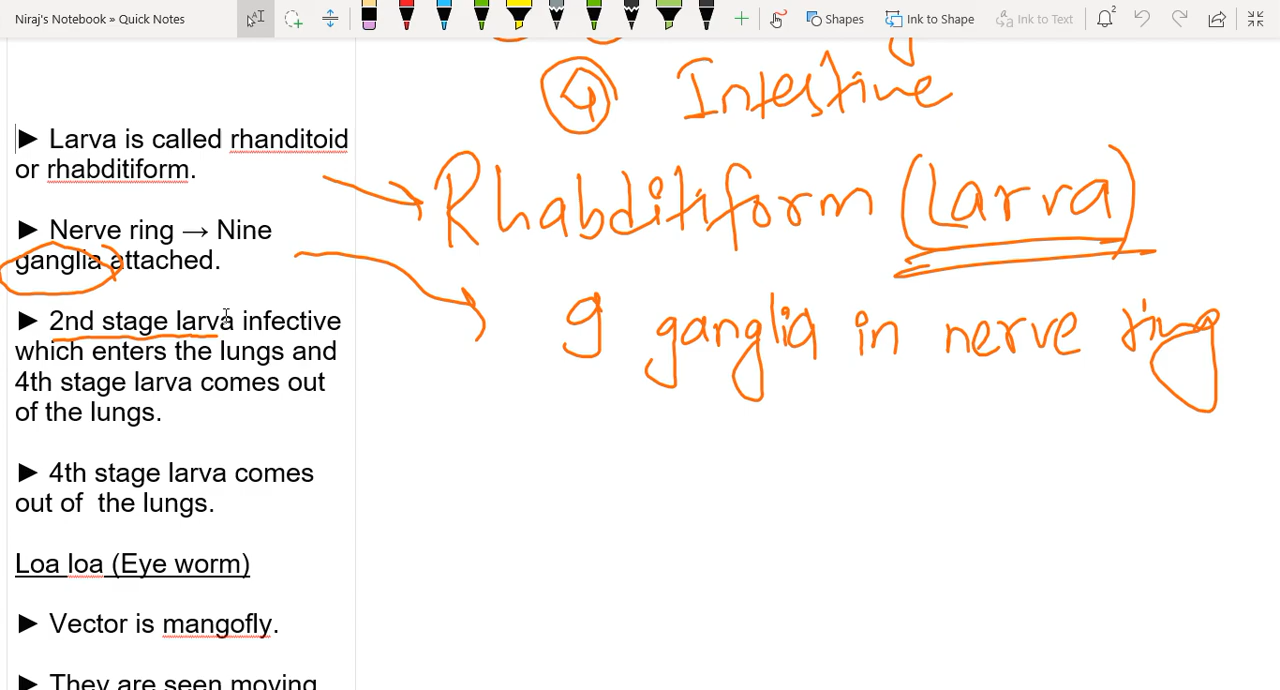 Niraj's Notebook » Quick Notes
Shapes
Ink to Shape
Ink to Text
2
④ Intestine
► Larva is called rhanditoid
or rhabditiform.
Rhabditiform (Larva)
► Nerve ring → Nine
ganglia attached.
9 ganglia in nerve ring
► 2nd stage larva infective
which enters the lungs and
4th stage larva comes out
of the lungs.
► 4th stage larva comes
out of the lungs.
Loa loa (Eye worm)
► Vector is mangofly.
► They are seen moving